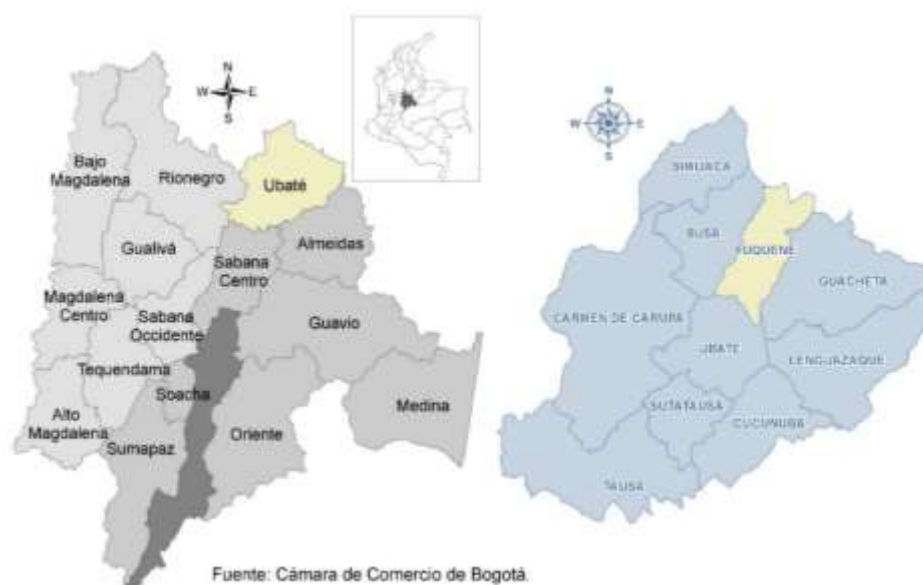 N
W E
S
Bajo
Magdalena
Rionegro
Ubaté
Gualivá
Almeidas
Sabana
Centro
Magdalena
Centro
Sabana
Occidente
Guavio
Tequendama
Soacha
Medina
Alto
Magdalena
Oriente
Sumapaz
Fuente: Cámara de Comercio de Bogotá.
N
W E
S
SIMIJACA
SUSA
FUQUENE
GUACHETA
CARMEN DE CARUPA
UBATE
LENGUAZAQUE
SUTATAUSA
CUCUNUBA
TAUSA